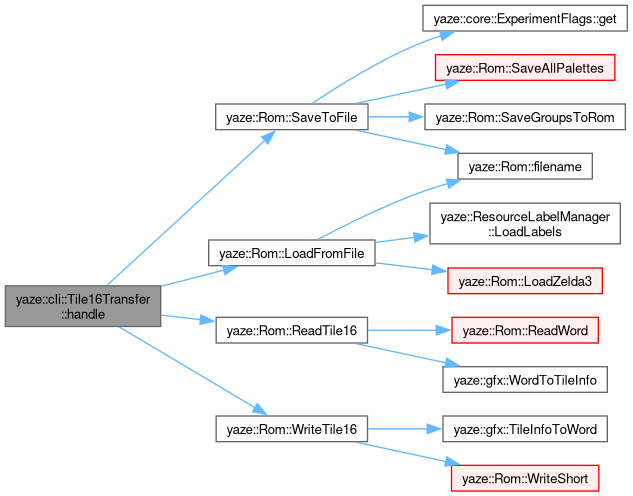 yaze::core::ExperimentFlags::get
yaze::Rom::SaveAllPalettes
yaze::Rom::SaveToFile
yaze::Rom::SaveGroupsToRom
yaze::Rom::filename
yaze::ResourceLabelManager
::LoadLabels
yaze::Rom::LoadFromFile
yaze::Rom::LoadZelda3
yaze::cli::Tile16Transfer
::handle
yaze::Rom::ReadTile16
yaze::Rom::ReadWord
yaze::gfx::WordToTileInfo
yaze::Rom::WriteTile16
yaze::gfx::TileInfoToWord
yaze::Rom::WriteShort